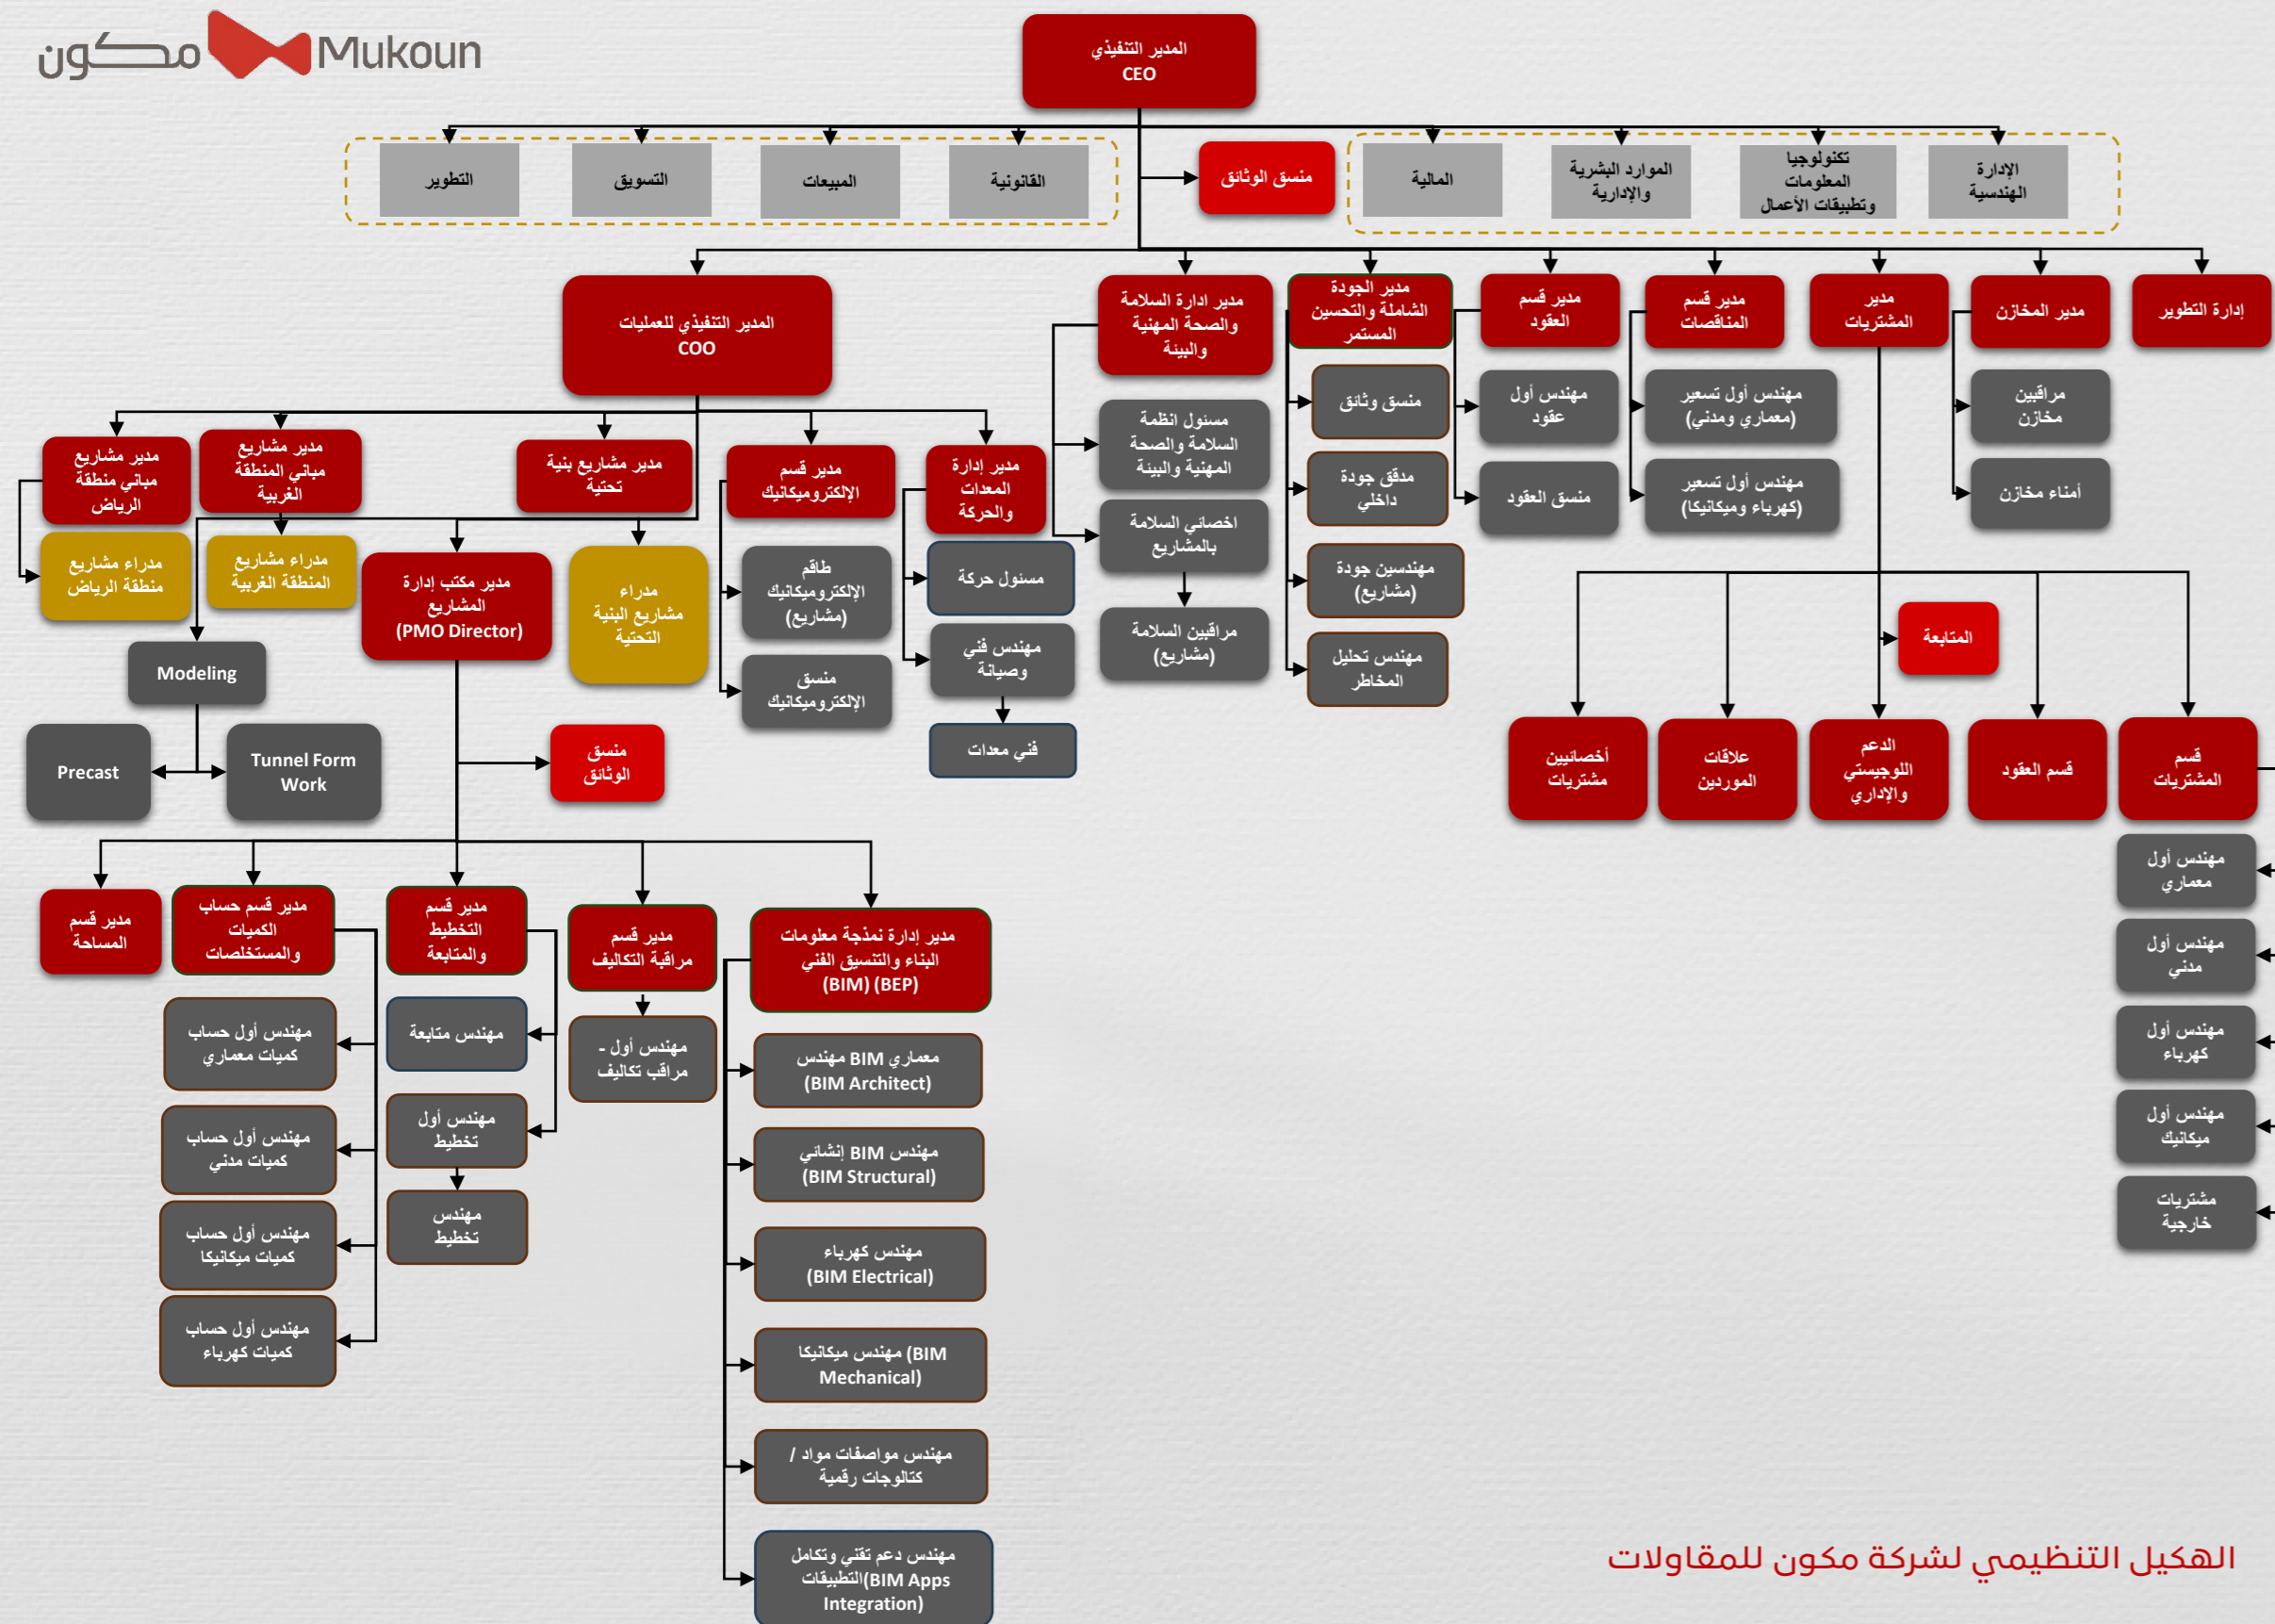 مكون
Mukoun
المدير التنفيذي
CEO
التطوير
التسويق
المبيعات
القانونية
منسق الوثائق
المالية
الموارد البشرية
والإدارية
تكنولوجيا
المعلومات
وتطبيقات الأعمال
الإدارة
الهندسية
المدير التنفيذي للعمليات
COO
مدير ادارة السلامة
والصحة المهنية
والبيئة
مدير الجودة
الشاملة والتحسين
المستمر
مدير قسم
العقود
مدير قسم
المناقصات
مدير
المشتريات
مدير المخازن
إدارة التطوير
مسئول انظمة
السلامة والصحة
المهنية والبيئة
اخصائي السلامة
بالمشاريع
مراقبين السلامة
(مشاريع)
منسق وثائق
مدقق جودة
داخلي
مهندسين جودة
(مشاريع)
مهندس تحليل
المخاطر
مهندس أول
عقود
منسق العقود
مهندس أول تسعير
(معماري ومدني)
مهندس أول تسعير
(كهرباء وميكانيكا)
مراقبين
مخازن
أمناء مخازن
مدير مشاريع
مباني منطقة
الرياض
مدير مشاريع
مباني المنطقة
الغربية
مدير مشاريع بنية
تحتية
مدير قسم
الإلكتروميكانيك
مدير إدارة
المعدات
والحركة
مدراء مشاريع
منطقة الرياض
مدراء مشاريع
المنطقة الغربية
مدير مكتب إدارة
المشاريع
(PMO Director)
مدراء
مشاريع البنية
التحتية
طاقم
الإلكتروميكانيك
(مشاريع)
منسق
الإلكتروميكانيك
مسئول حركة
مهندس فني
وصيانة
فني معدات
Modeling
Precast
Tunnel Form
Work
منسق
الوثائق
المتابعة
أخصائيين
مشتريات
علاقات
الموردين
الدعم
اللوجيستي
والإداري
قسم العقود
قسم
المشتريات
مهندس أول
معماري
مهندس أول
مدني
مهندس أول
كهرباء
مهندس أول
ميكانيك
مشتريات
خارجية
مدير قسم
المساحة
مدير قسم حساب
الكميات
والمستخلصات
مدير قسم
التخطيط
والمتابعة
مدير قسم
مراقبة التكاليف
مدير إدارة نمذجة معلومات
البناء والتنسيق الفني
(BIM) (BEP)
مهندس أول حساب
كميات معماري
مهندس أول حساب
كميات مدني
مهندس أول حساب
كميات ميكانيكا
مهندس أول حساب
كميات كهرباء
مهندس متابعة
مهندس أول
تخطيط
مهندس
تخطيط
مهندس أول -
مراقب تكاليف
معماري BIM مهندس
(BIM Architect)
مهندس BIM إنشائي
(BIM Structural)
مهندس كهرباء
(BIM Electrical)
مهندس ميكانيكا (BIM
Mechanical)
مهندس مواصفات مواد /
كتالوجات رقمية
مهندس دعم تقني وتكامل
التطبيقات(BIM Apps
Integration)
الهكيل التنظيمي لشركة مكون للمقاولات